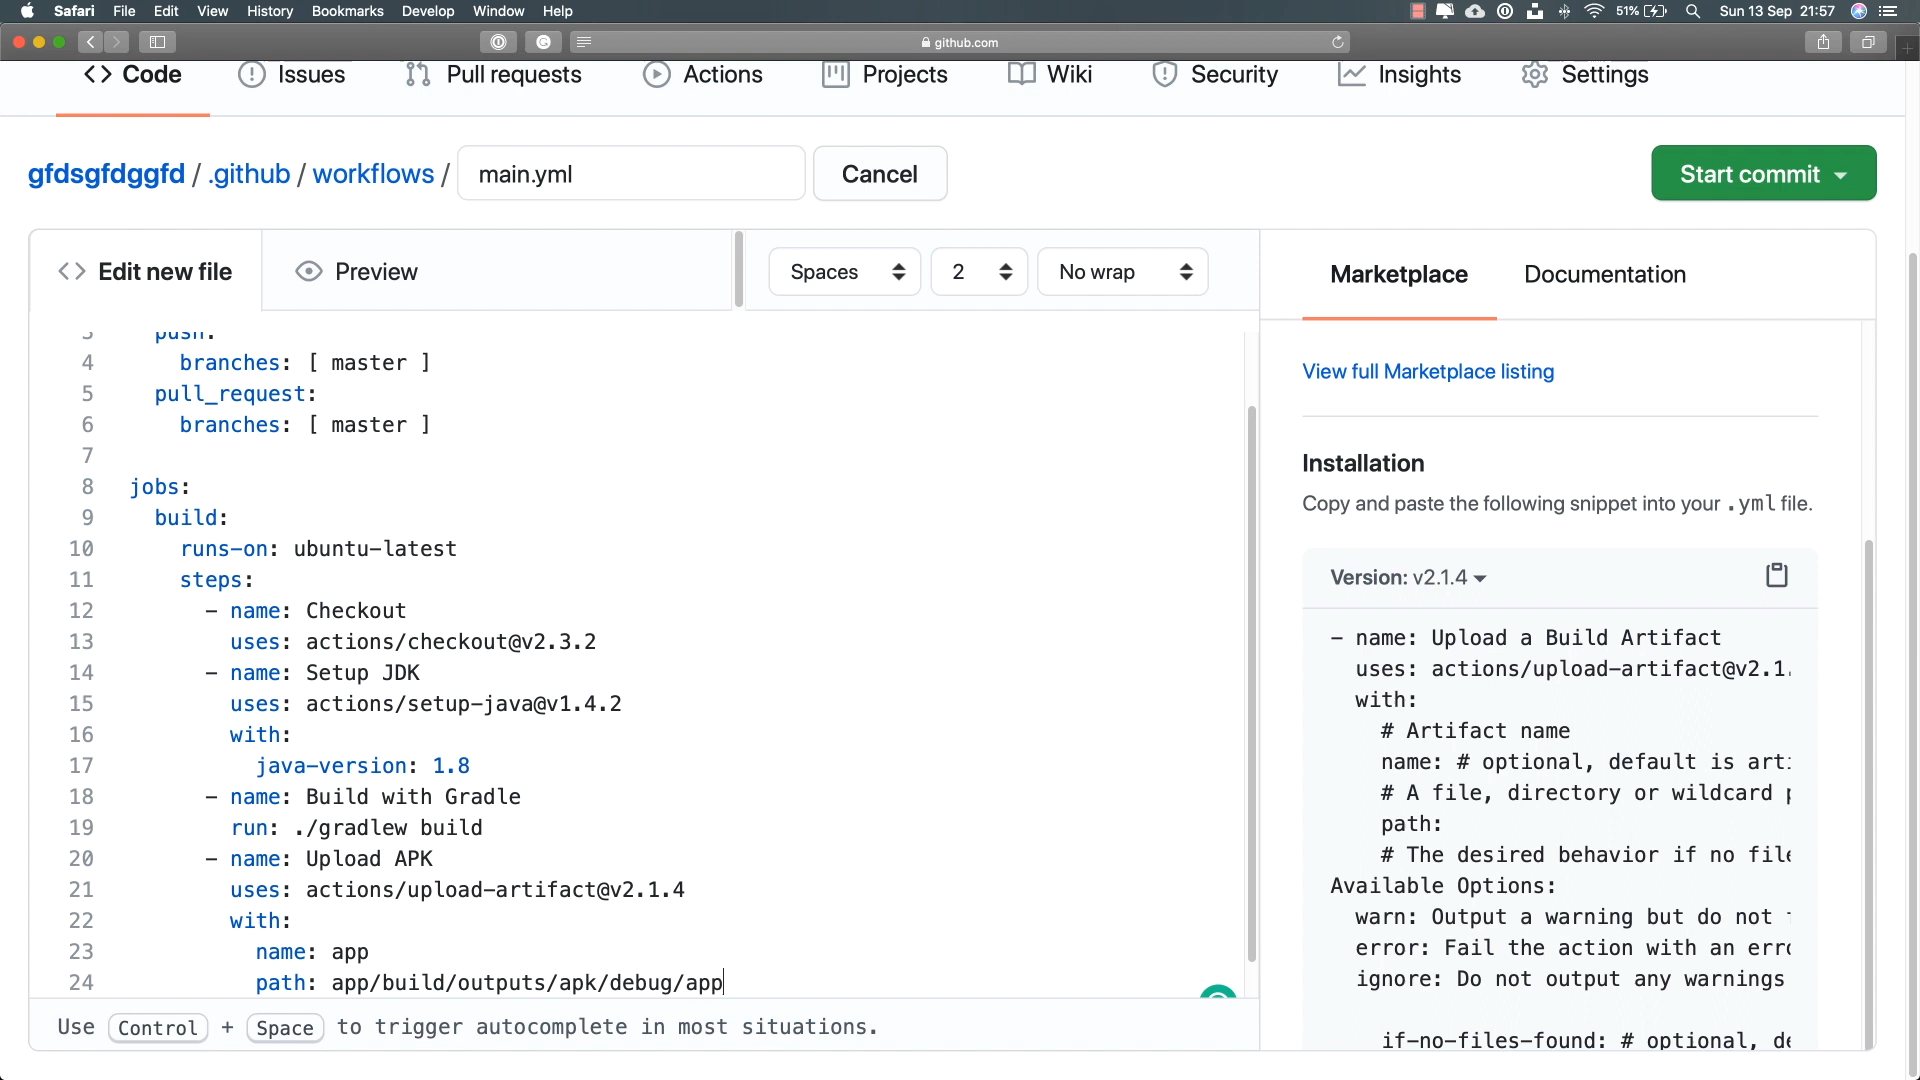 Safari File Edit View History Bookmarks Develop Window Help 51% Sun 13 Sep 21:57
github.com
Code Issues Pull requests Actions Projects Wiki Security Insights Settings
gfdsgfdggfd / .github / workflows / main.yml Cancel Start commit
Edit new file Preview Spaces 2 No wrap
3 push:
4 branches: [ master ]
5 pull_request:
6 branches: [ master ]
7
8 jobs:
9 build:
10 runs-on: ubuntu-latest
11 steps:
12 - name: Checkout
13 uses: actions/checkout@v2.3.2
14 - name: Setup JDK
15 uses: actions/setup-java@v1.4.2
16 with:
17 java-version: 1.8
18 - name: Build with Gradle
19 run: ./gradlew build
20 - name: Upload APK
21 uses: actions/upload-artifact@v2.1.4
22 with:
23 name: app
24 path: app/build/outputs/apk/debug/app
Use Control + Space to trigger autocomplete in most situations.
Marketplace Documentation
View full Marketplace listing
Installation
Copy and paste the following snippet into your .yml file.
Version: v2.1.4
- name: Upload a Build Artifact
uses: actions/upload-artifact@v2.1.
with:
# Artifact name
name: # optional, default is
# A file, directory or wildcard
path:
# The desired behavior if no
Available Options:
warn: Output a warning but do not
error: Fail the action with an
ignore: Do not output any warnings
if-no-files-found: # optional,